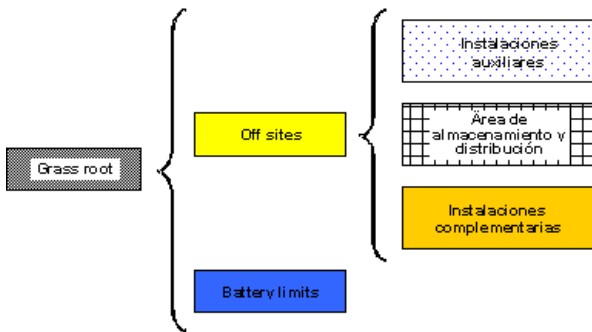 Grass root
Off sites
Battery limits
Instalaciones
auxiliares
Área de
almacenamiento y
distribución
Instalaciones
complementarias